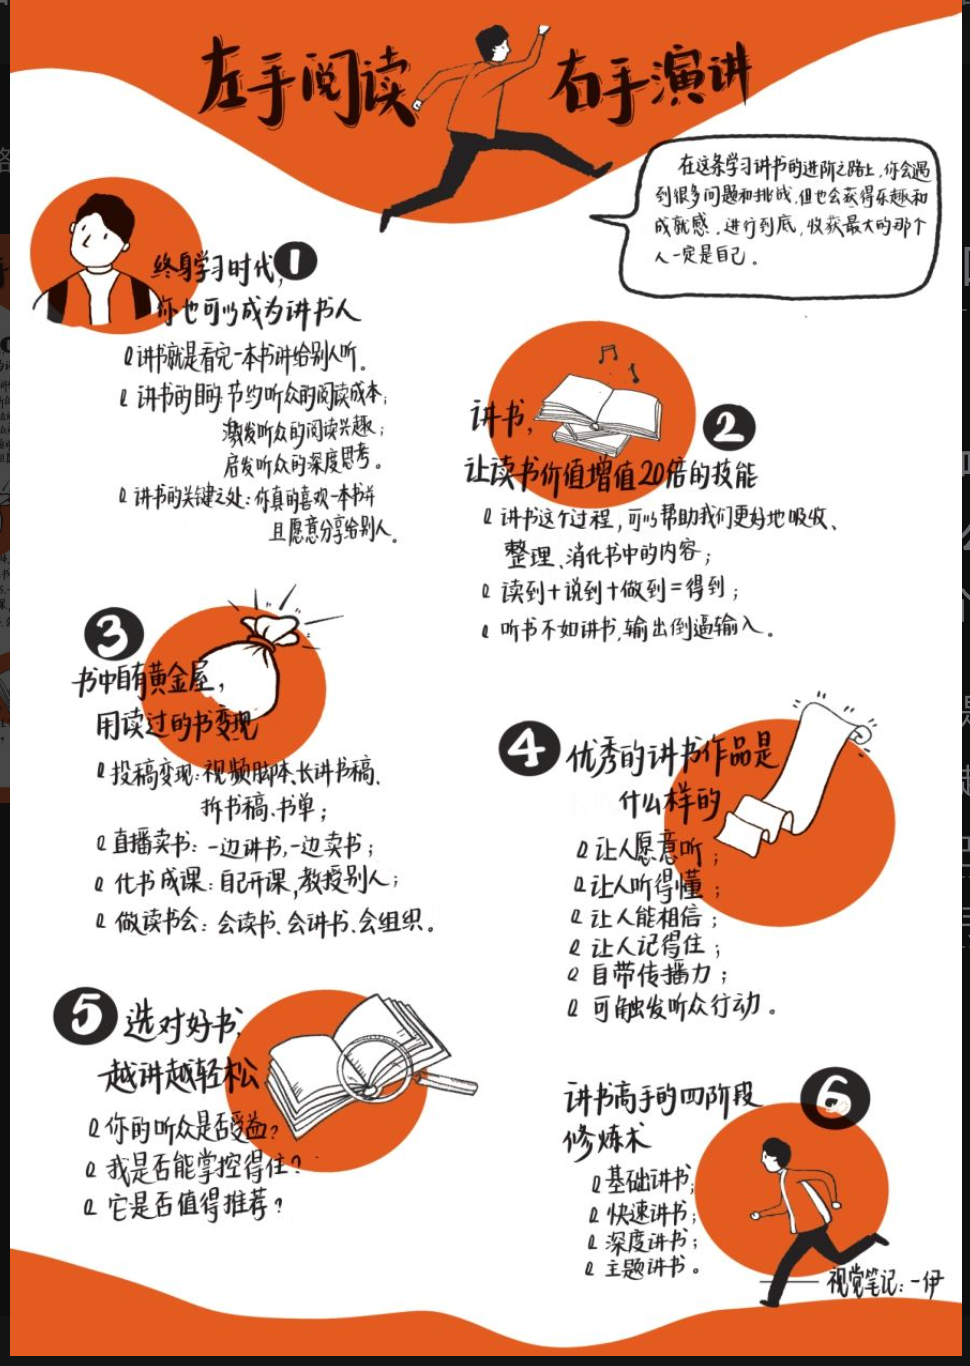 左手阅读 右手演讲
在这条学习讲书的进阶之路上,你会遇
到很多问题和挑战,但也会获得乐趣和
成就感,进行到底,收获最大的那个
人一定是自己。
1
终身学习时代,
你也可以成为讲书人
讲书就是看完一本书讲给别人听。
讲书的目的:节约听众的阅读成本;
激发听众的阅读兴趣;
启发听众的深度思考。
讲书的关键之处:你真的喜欢一本书并
且愿意分享给别人。
2
讲书,
让读书价值增值20倍的技能
讲书这个过程,可以帮助我们更好地吸收、
整理、消化书中的内容;
读到+说到+做到=得到;
听书不如讲书,输出倒逼输入。
3
书中自有黄金屋,
用读过的书变现
投稿变现:视频脚本、长讲书稿、
拆书稿、书单;
直播卖书:一边讲书,一边卖书;
化书成课:自己开课,教授别人;
做读书会:会读书、会讲书、会组织。
4
优秀的讲书作品是
什么样的
让人愿意听;
让人听得懂;
让人能相信;
让人记得住;
自带传播力;
可触发听众行动。
5
选对好书,
越讲越轻松
你的听众是否受益?
我是否能掌控得住?
它是否值得推荐?
6
讲书高手的四阶段
修炼术
基础讲书;
快速讲书;
深度讲书;
主题讲书。
视觉笔记:一伊